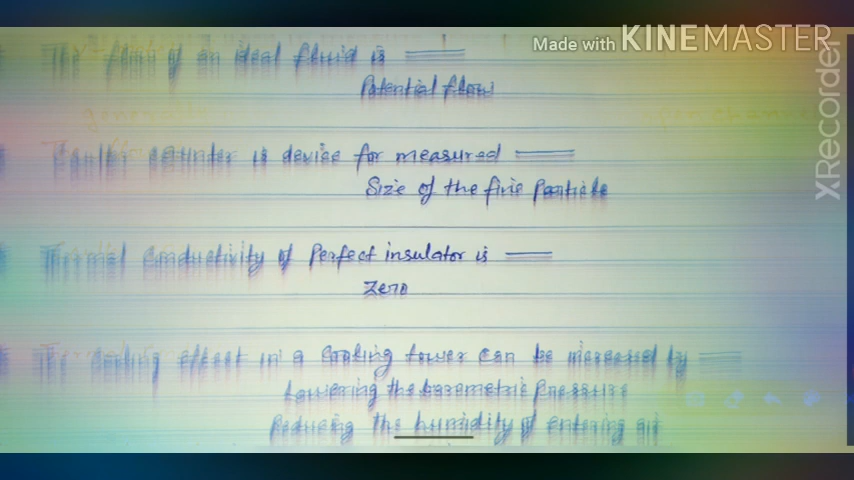 Made with KINEMASTER
XRecorder
The flow of an ideal fluid is
Potential flow
counter is device for measured
Size of the fine Particle
Thermal Conductivity of Perfect insulator is
Zero
The cooling effect in a Cooling tower can be increased by
Lowering the barometric Pressure
Reducing the humidity of entering air